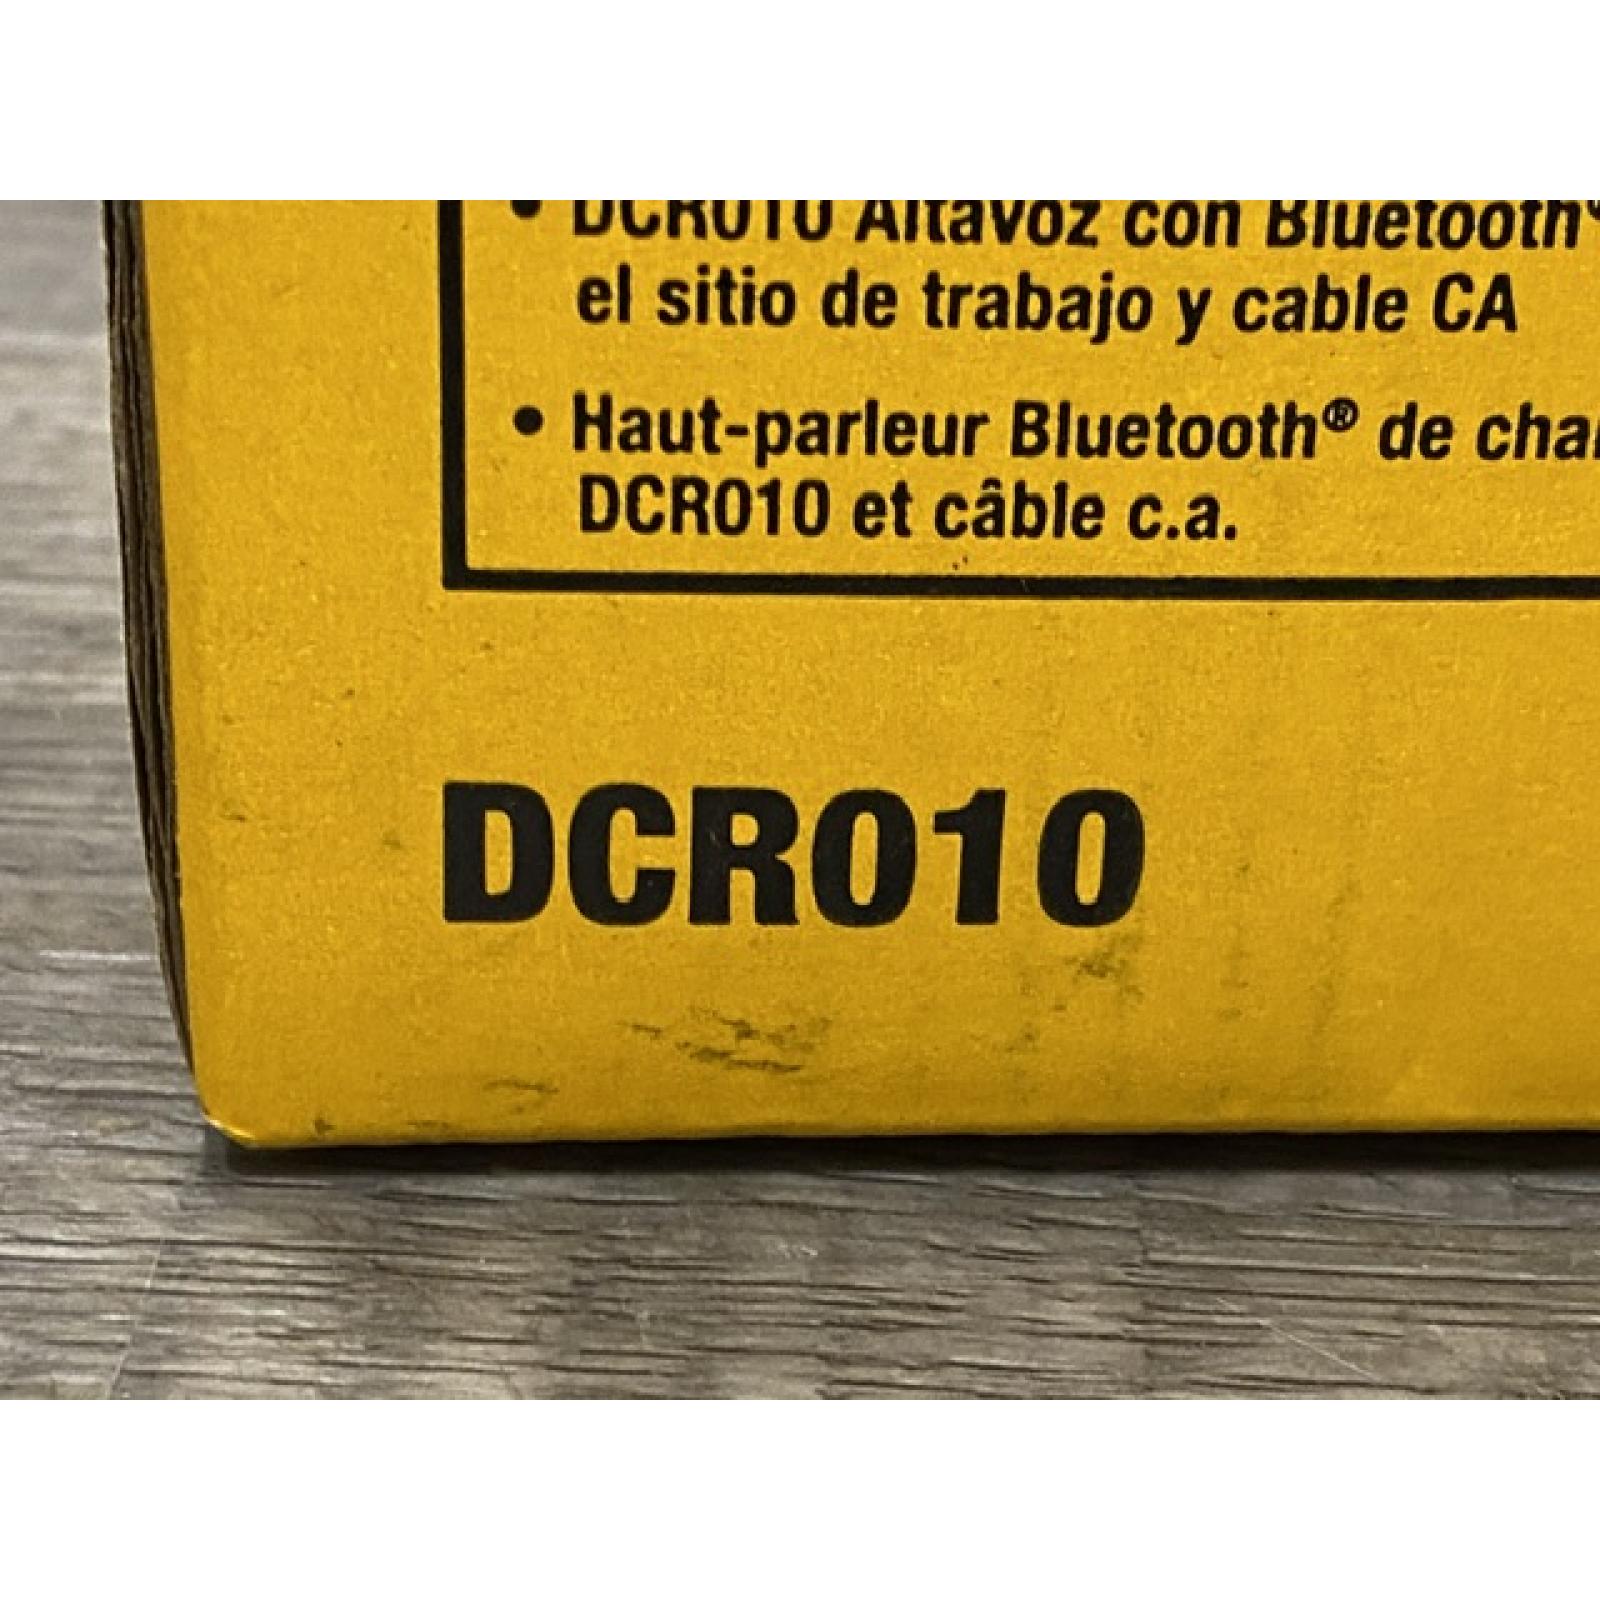 • DCR010 Altavoz con Bluetooth®
el sitio de trabajo y cable CA
• Haut-parleur Bluetooth® de
DCR010 et câble c.a.
DCR010